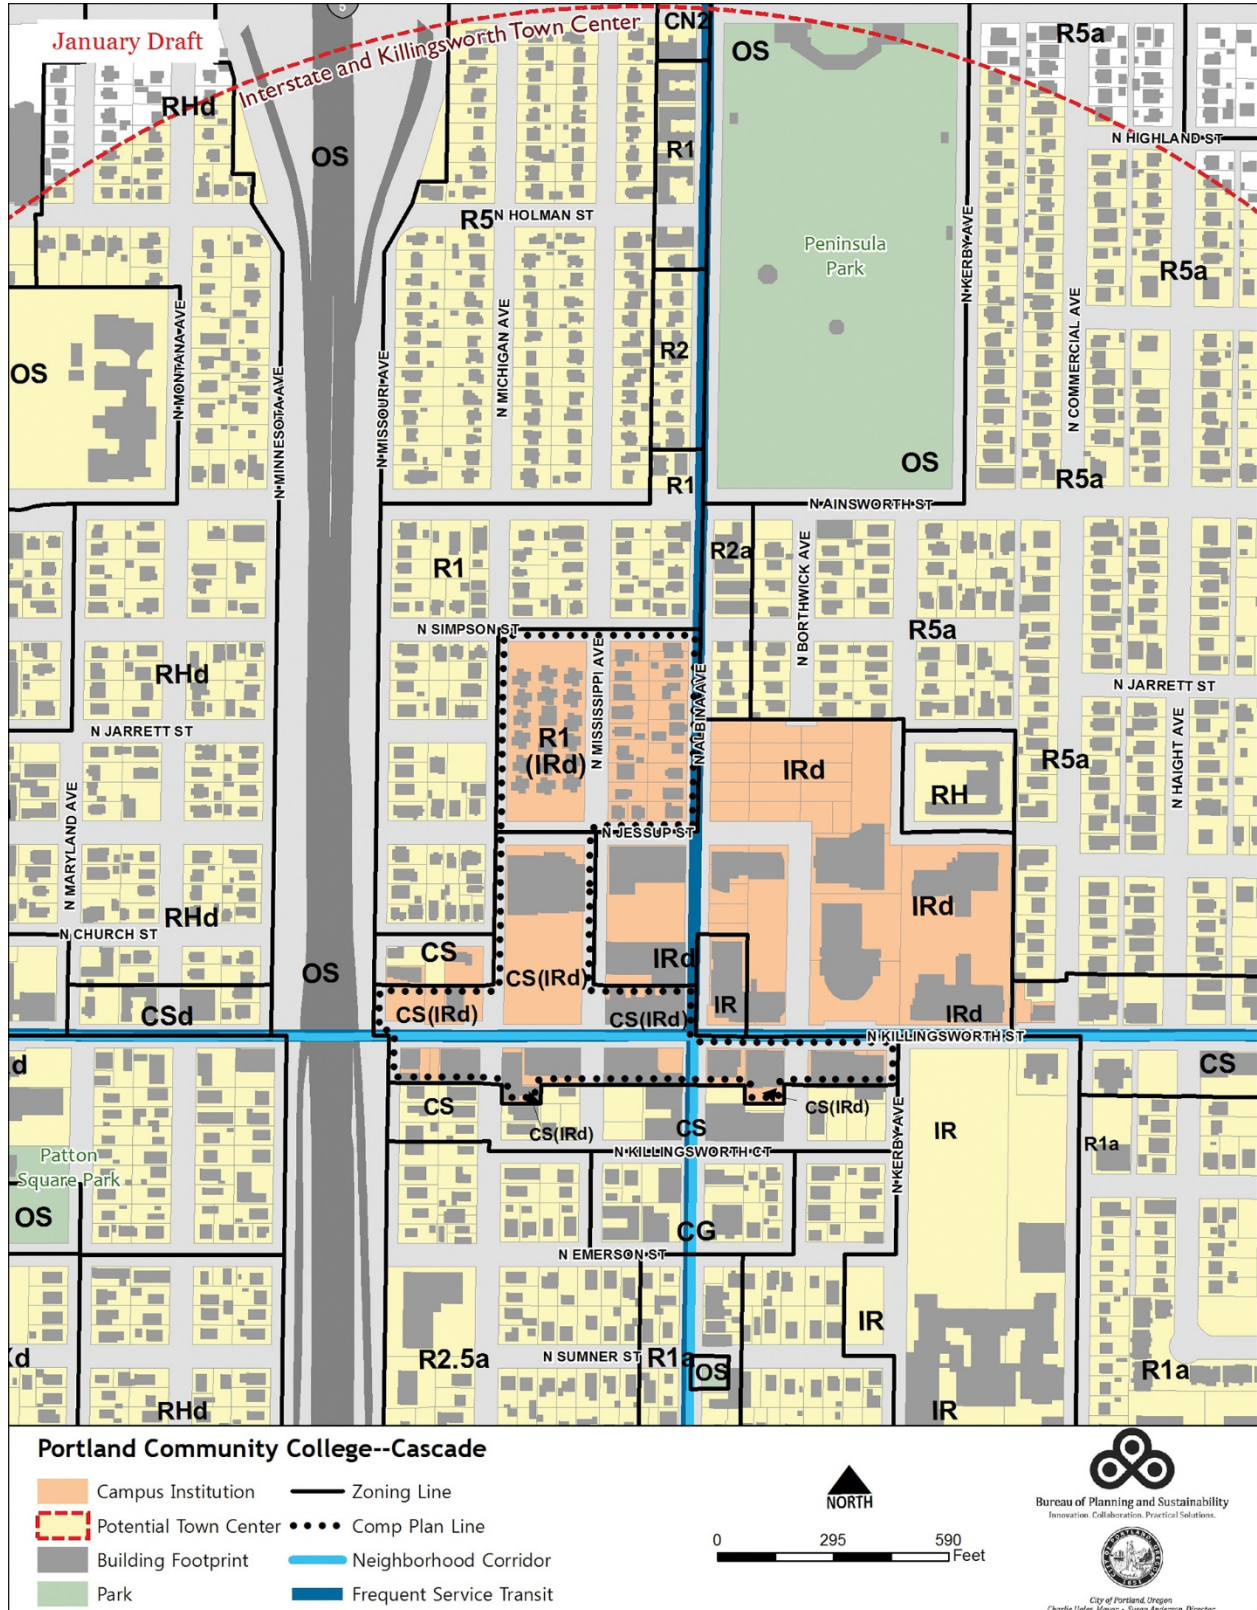 January Draft
5
Interstate and Killingsworth Town Center
CN2
OS
R5a
RHd
OS
R1
N HIGHLAND ST
R5
N HOLMAN ST
Peninsula
Park
R5a
N KERBY AVE
N COMMERCIAL AVE
N MONTANA AVE
N MINNESOTA AVE
N MISSOURI AVE
N MICHIGAN AVE
OS
R2
OS
R5a
R1
N AINSWORTH ST
R1
R2a
N BORTHWICK AVE
N SIMPSON ST
R5a
RHd
N MISSISSIPPI AVE
N ALBINA AVE
N JARRETT ST
N JARRETT ST
R1
(IRd)
IRd
R5a
N HAIGHT AVE
RH
N MARYLAND AVE
N JESSUP ST
RHd
IRd
N CHURCH ST
CS
IRd
OS
CS(IRd)
CSd
CS(IRd)
CS(IRd)
IR
IRd
N KILLINGSWORTH ST
d
CS
CS
CS(IRd)
CS(IRd)
CS
IR
R1a
N KILLINGSWORTH CT
N KERBY AVE
Patton
Square Park
OS
CG
N EMERSON ST
IR
R2.5a
N SUMNER ST
R1a
OS
R1a
d
RHd
IR
Portland Community College--Cascade
Campus Institution
Zoning Line
Potential Town Center
Comp Plan Line
Building Footprint
Neighborhood Corridor
Park
Frequent Service Transit
NORTH
0 295 590
Feet
Bureau of Planning and Sustainability
Innovation. Collaboration. Practical Solutions.
City of Portland, Oregon
Charlie Hales, Mayor • Susan Anderson, Director